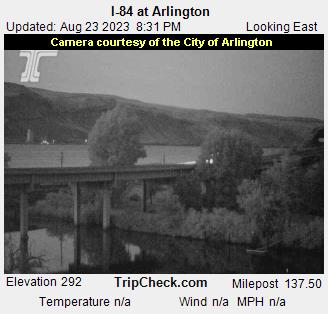 I-84 at Arlington
Updated: Aug 23 2023 8:31 PM Looking East
Camera courtesy of the City of Arlington
Elevation 292 TripCheck.com Milepost 137.50
Temperature n/a Wind n/a MPH n/a